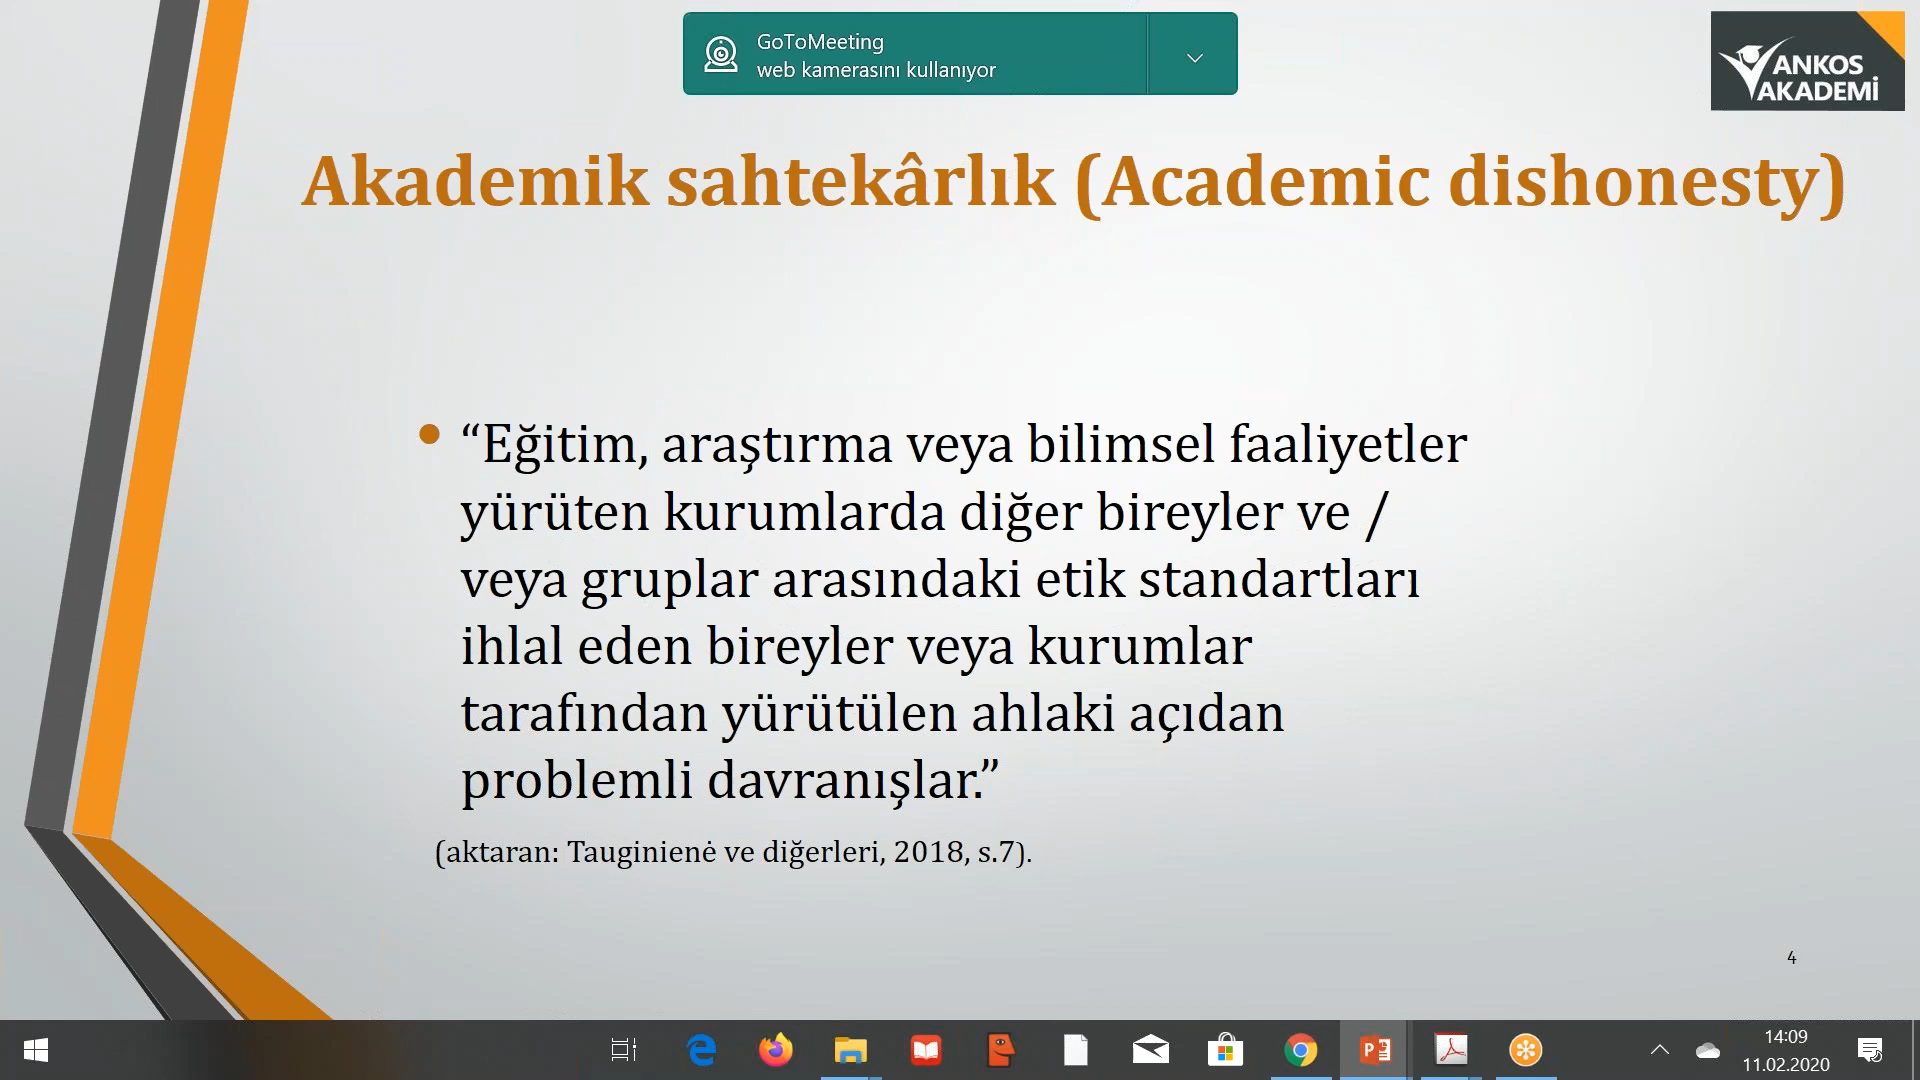 GoToMeeting
web kamerasını kullanıyor
ANKOS
AKADEMİ
Akademik sahtekârlık (Academic dishonesty)
• “Eğitim, araştırma veya bilimsel faaliyetler
yürüten kurumlarda diğer bireyler ve /
veya gruplar arasındaki etik standartları
ihlal eden bireyler veya kurumlar
tarafından yürütülen ahlaki açıdan
problemli davranışlar.”
(aktaran: Tauginienė ve diğerleri, 2018, s.7).
4
14:09
11.02.2020